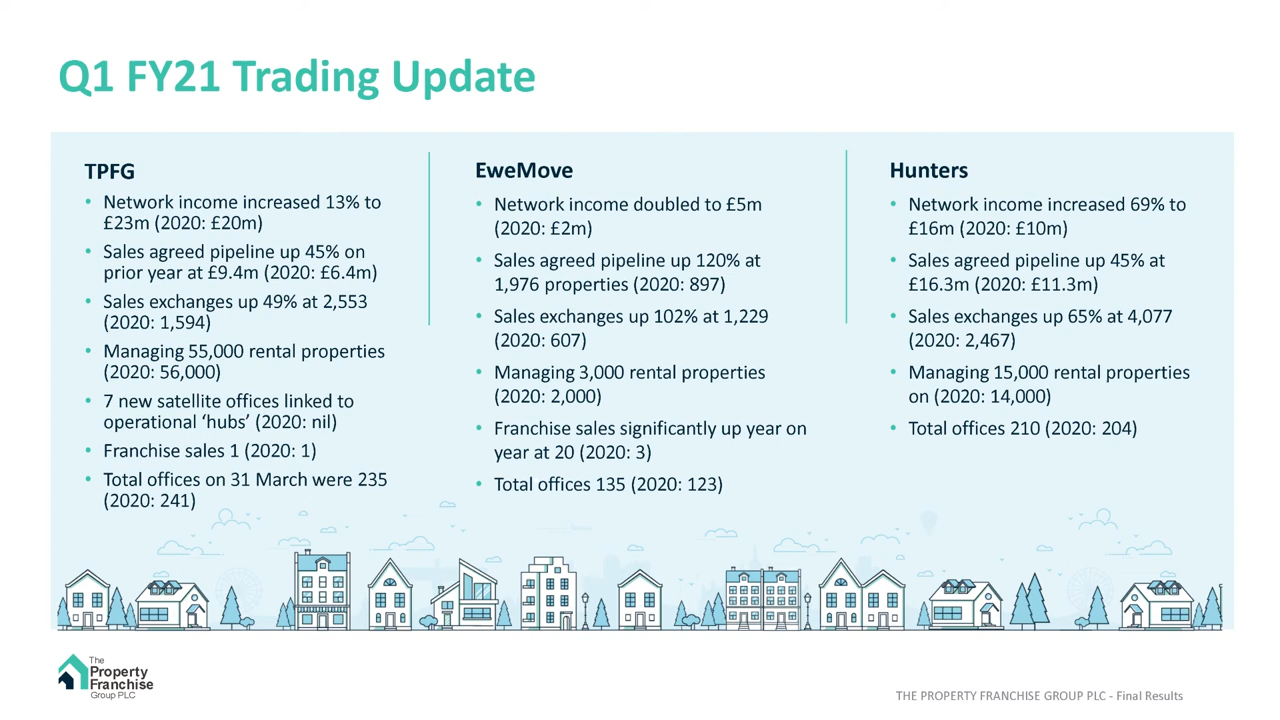 Q1 FY21 Trading Update
TPFG
• Network income increased 13% to
£23m (2020: £20m)
• Sales agreed pipeline up 45% on
prior year at £9.4m (2020: £6.4m)
• Sales exchanges up 49% at 2,553
(2020: 1,594)
• Managing 55,000 rental properties
(2020: 56,000)
• 7 new satellite offices linked to
operational ‘hubs’ (2020: nil)
• Franchise sales 1 (2020: 1)
• Total offices on 31 March were 235
(2020: 241)
EweMove
• Network income doubled to £5m
(2020: £2m)
• Sales agreed pipeline up 120% at
1,976 properties (2020: 897)
• Sales exchanges up 102% at 1,229
(2020: 607)
• Managing 3,000 rental properties
(2020: 2,000)
• Franchise sales significantly up year on
year at 20 (2020: 3)
• Total offices 135 (2020: 123)
Hunters
• Network income increased 69% to
£16m (2020: £10m)
• Sales agreed pipeline up 45% at
£16.3m (2020: £11.3m)
• Sales exchanges up 65% at 4,077
(2020: 2,467)
• Managing 15,000 rental properties
on (2020: 14,000)
• Total offices 210 (2020: 204)
The
Property
Franchise
Group PLC
THE PROPERTY FRANCHISE GROUP PLC - Final Results